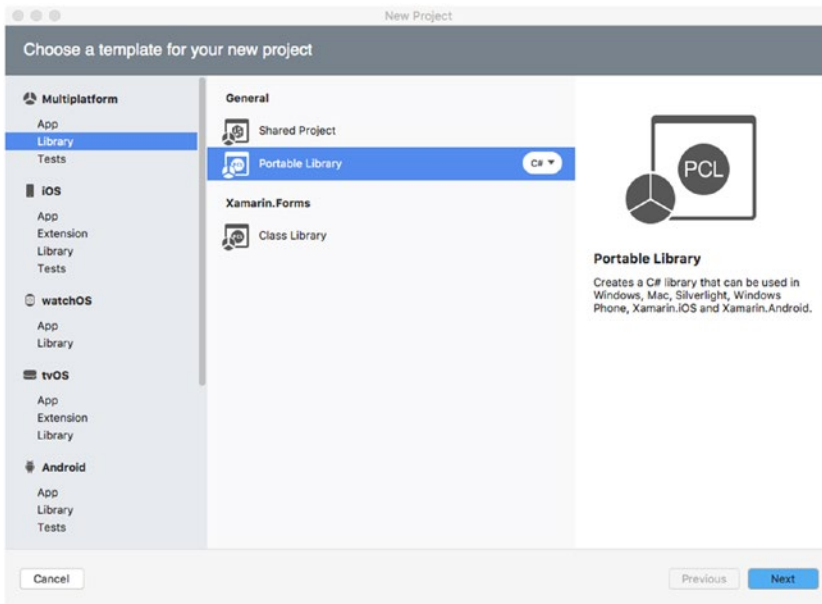 New Project
Choose a template for your new project
Multiplatform
App
Library
Tests
iOS
App
Extension
Library
Tests
watchOS
App
Library
tvOS
App
Extension
Library
Android
App
Library
Tests
General
Shared Project
Portable Library
C#
Xamarin.Forms
Class Library
PCL
Portable Library
Creates a C# library that can be used in
Windows, Mac, Silverlight, Windows
Phone, Xamarin.iOS and Xamarin.Android.
Cancel
Previous
Next